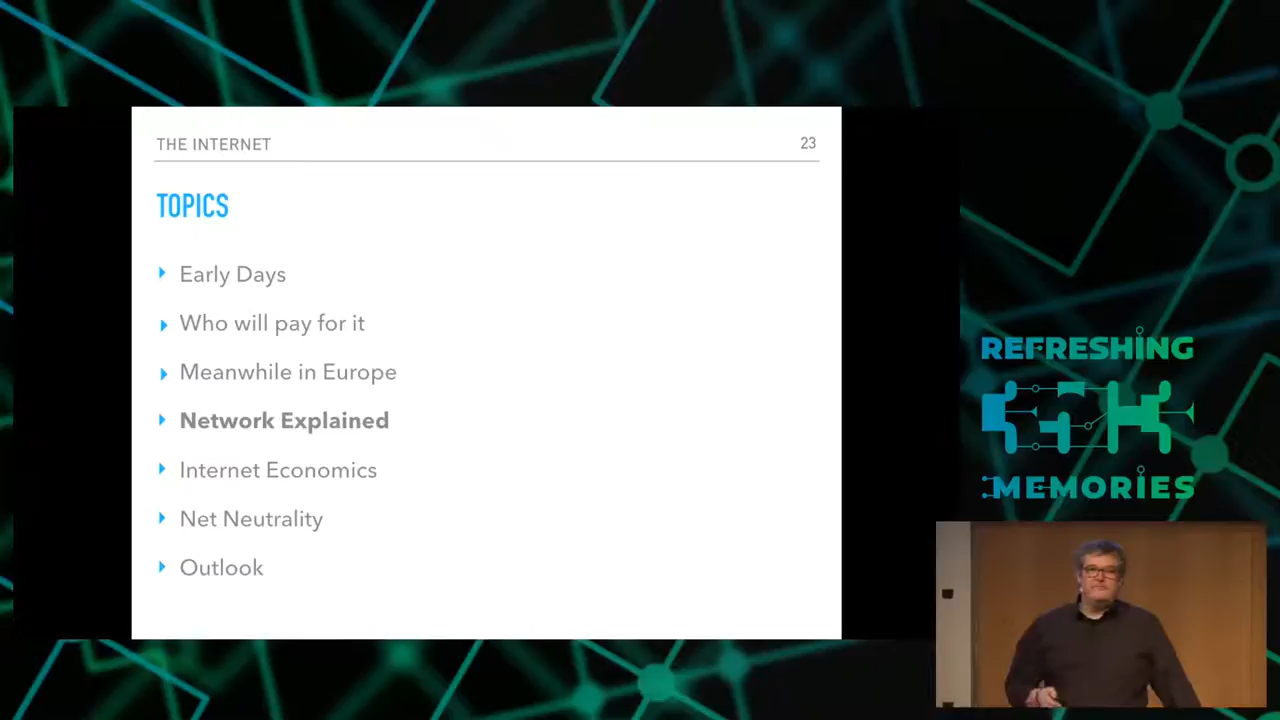 THE INTERNET
23
TOPICS
Early Days
Who will pay for it
Meanwhile in Europe
Network Explained
Internet Economics
Net Neutrality
Outlook
REFRESHING
MEMORIES